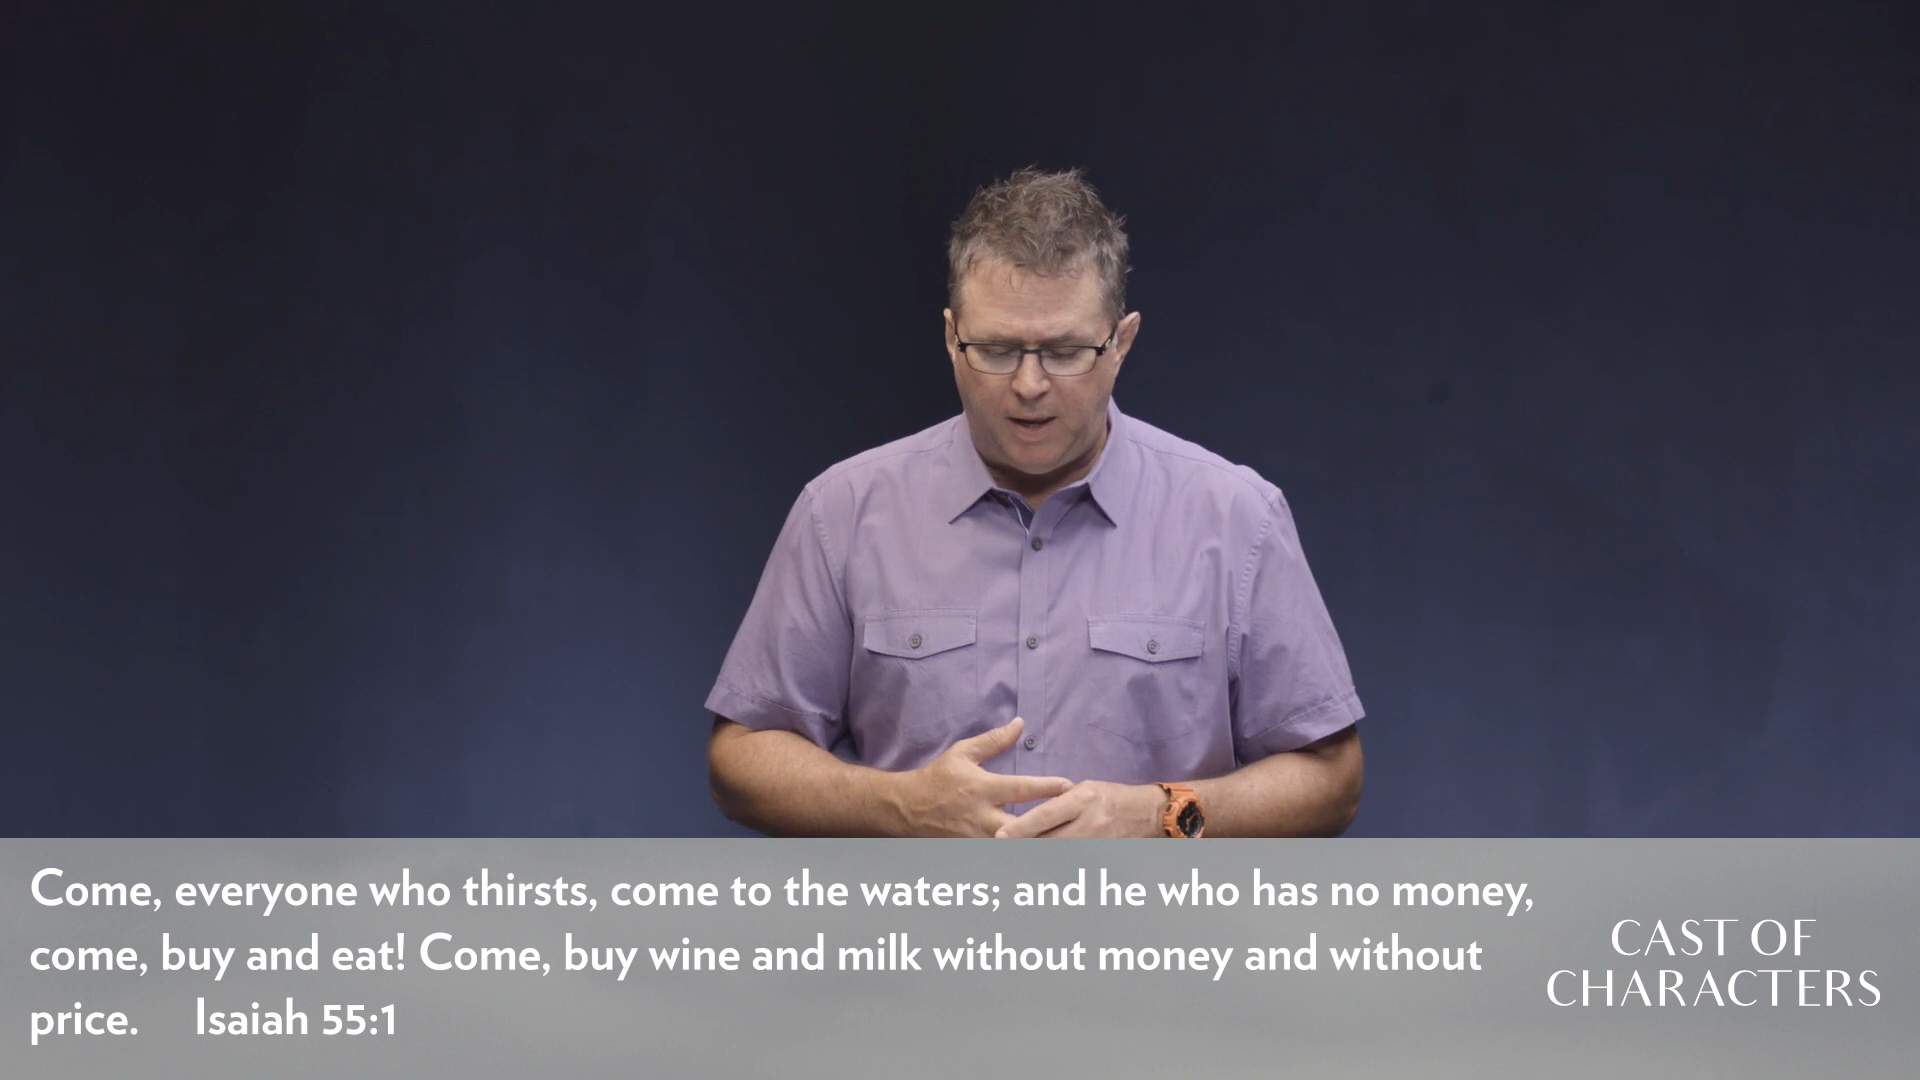 Come, everyone who thirsts, come to the waters; and he who has no money,
come, buy and eat! Come, buy wine and milk without money and without
price. Isaiah 55:1
CAST OF
CHARACTERS